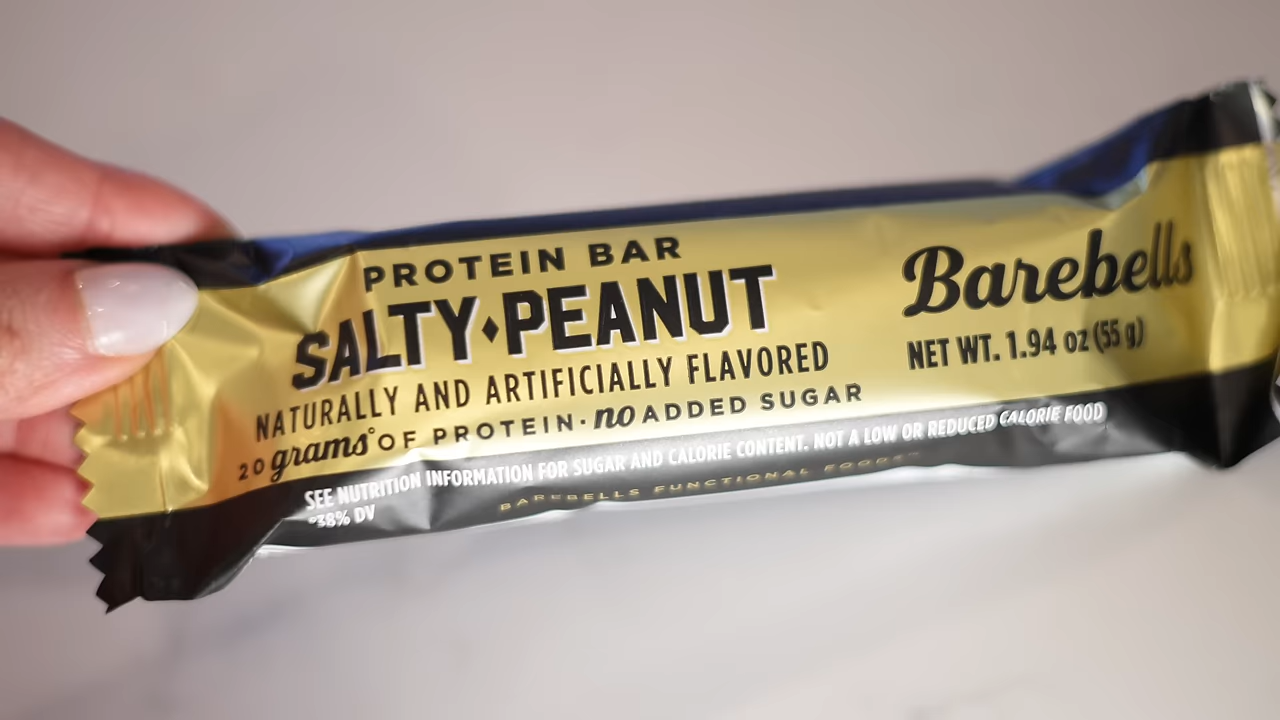 PROTEIN BAR
SALTY♦PEANUT
NATURALLY AND ARTIFICIALLY FLAVORED
20 grams° OF PROTEIN · no ADDED SUGAR
Barebells
NET WT. 1.94 oz (55 g)
SEE NUTRITION INFORMATION FOR SUGAR AND CALORIE CONTENT. NOT A LOW OR REDUCED CALORIE FOOD
°38% DV
BAREBELLS FUNCTIONAL FOODS™